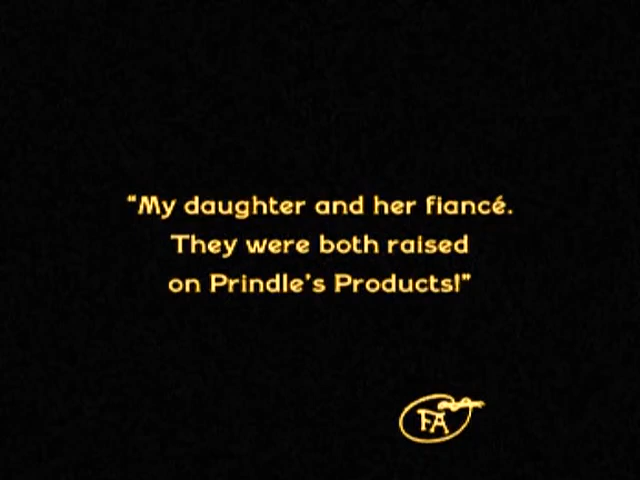 “My daughter and her fiancé.
They were both raised
on Prindle’s Products!”
FA